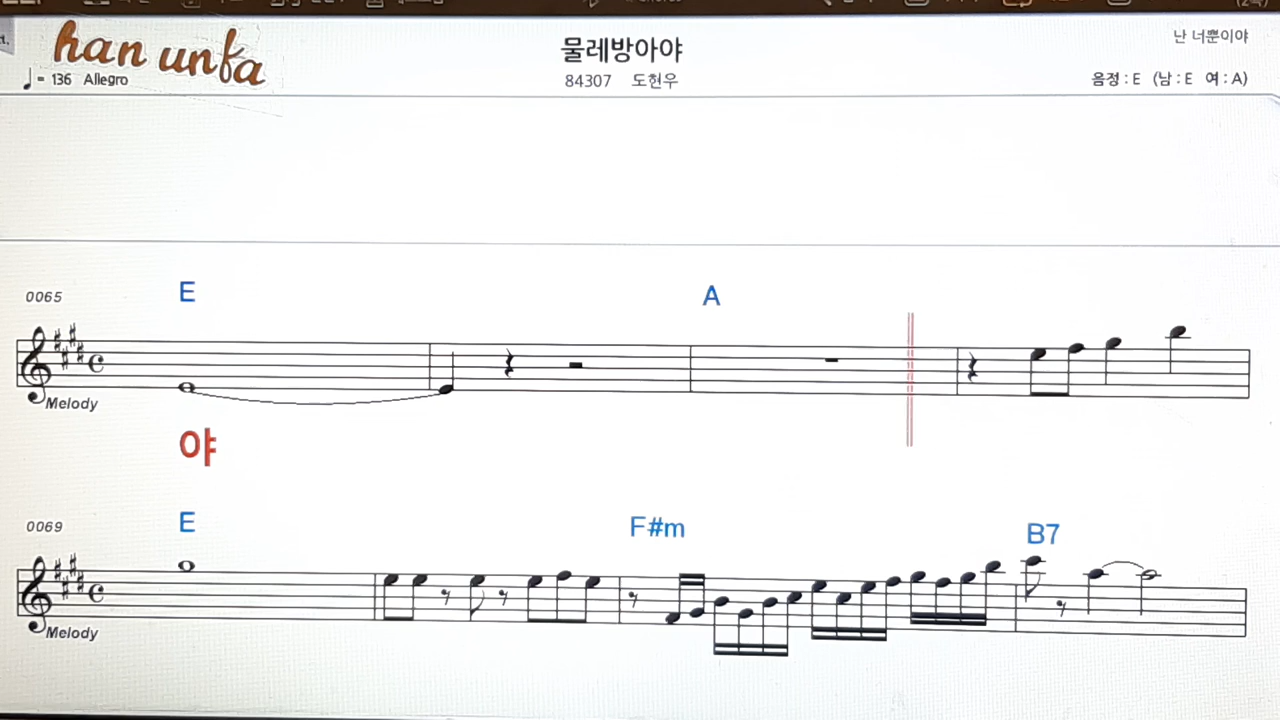 han unfa
물레방아야
난 너뿐이야
♩= 136 Allegro
84307 도현우
음정 : E (남 : E 여 : A)
0065
E
A
Melody
야
0069
E
F#m
B7
Melody